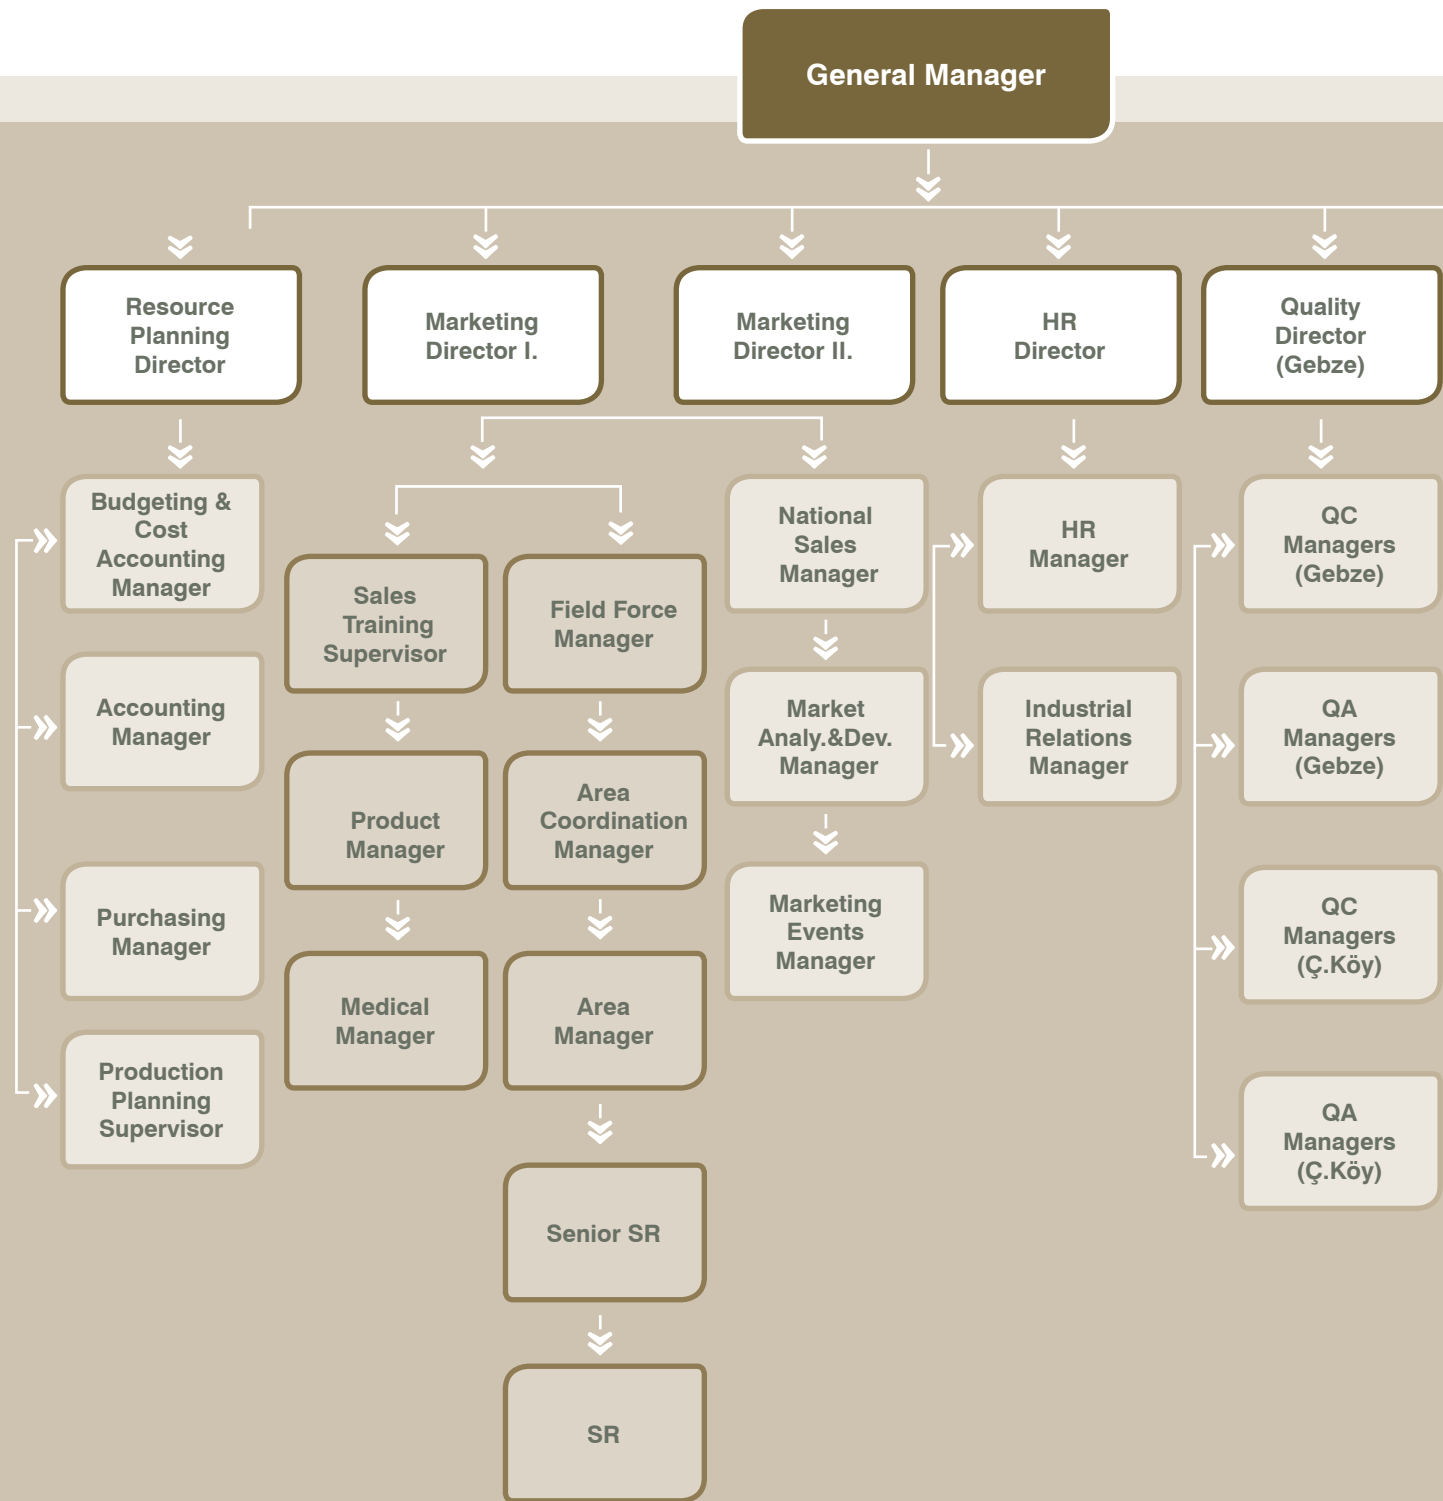 General Manager
Resource
Planning
Director
Marketing
Director I.
Marketing
Director II.
HR
Director
Quality
Director
(Gebze)
Budgeting &
Cost
Accounting
Manager
Accounting
Manager
Purchasing
Manager
Production
Planning
Supervisor
Sales
Training
Supervisor
Product
Manager
Medical
Manager
Field Force
Manager
Area
Coordination
Manager
Area
Manager
Senior SR
SR
National
Sales
Manager
Market
Analy.&Dev.
Manager
Marketing
Events
Manager
HR
Manager
Industrial
Relations
Manager
QC
Managers
(Gebze)
QA
Managers
(Gebze)
QC
Managers
(Ç.Köy)
QA
Managers
(Ç.Köy)